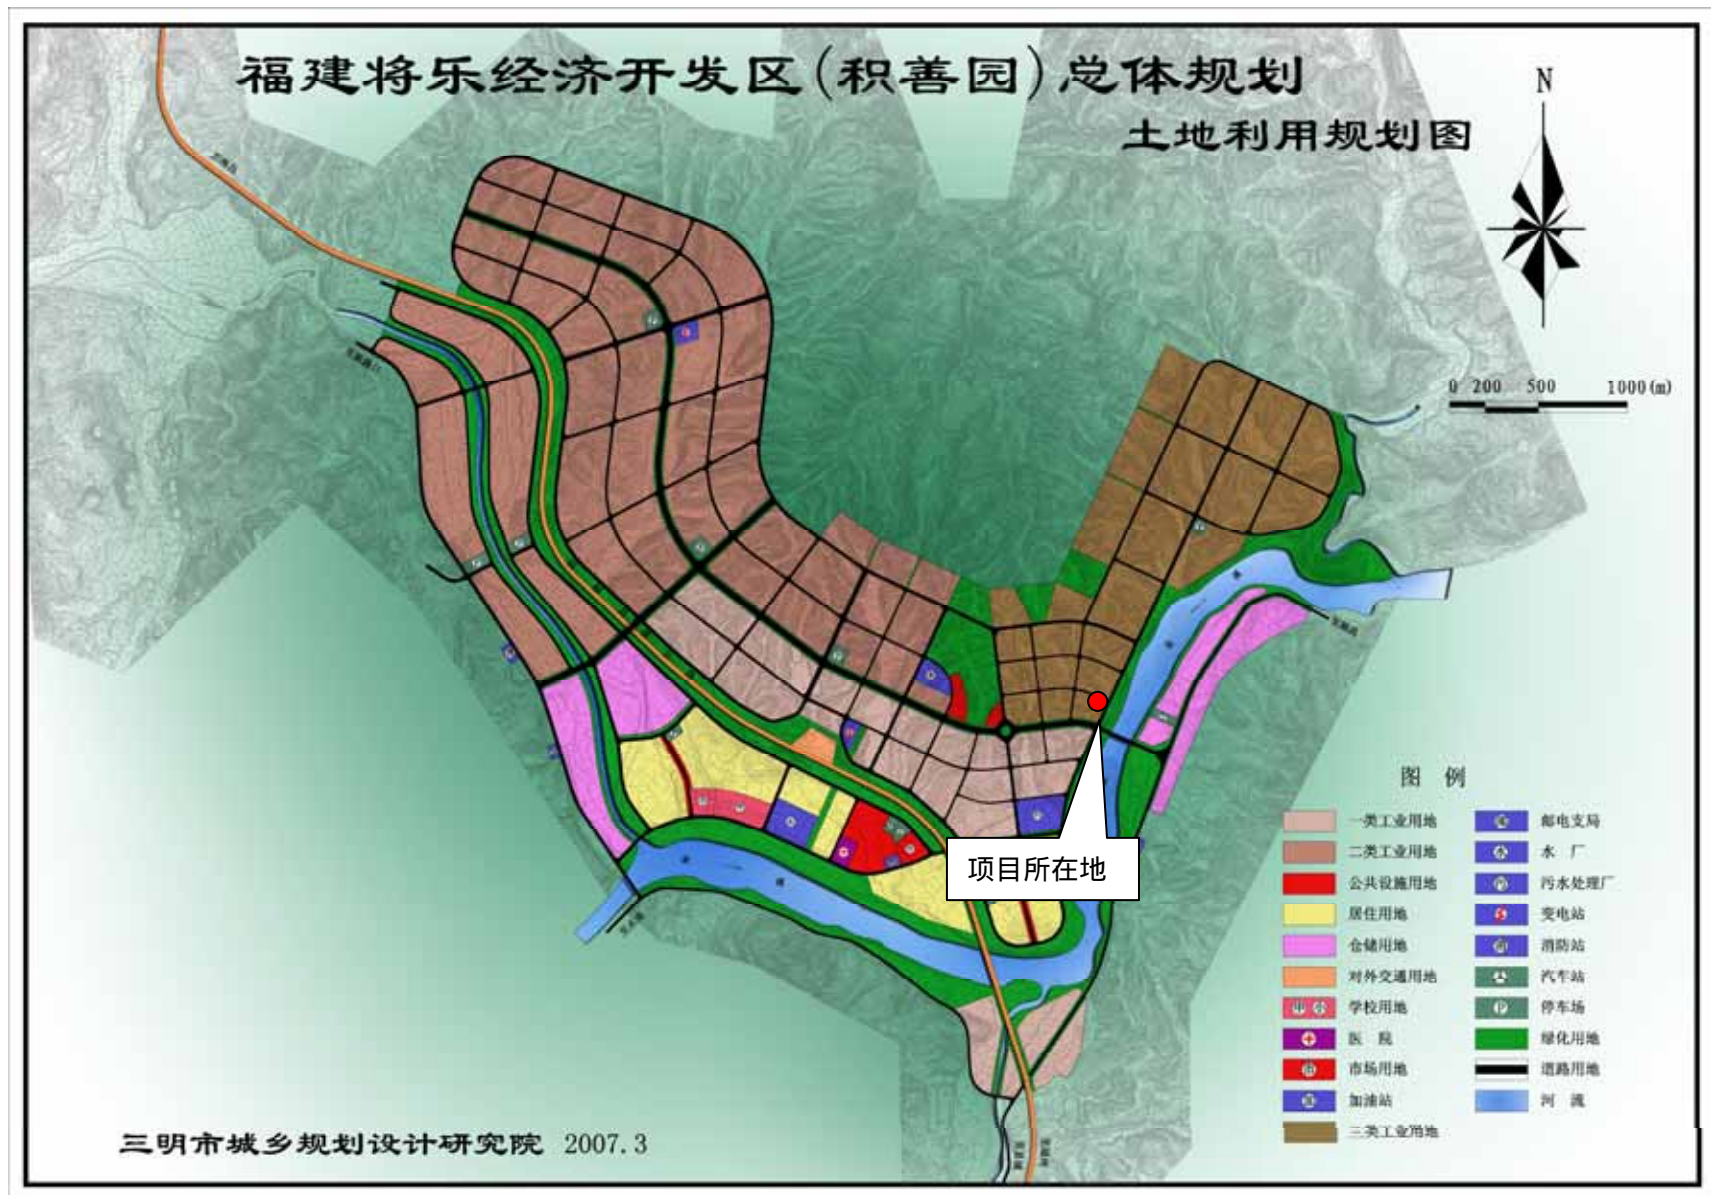 福建将乐经济开发区(积善园)总体规划
土地利用规划图
N
0 200 500 1000(m)
项目所在地
图 例
一类工业用地
二类工业用地
公共设施用地
居住用地
仓储用地
对外交通用地
中 小 学校用地
医 院
市场用地
加油站
三类工业用地
邮电支局
水 水 厂
污水处理厂
变电站
消防站
汽车站
P 停车场
绿化用地
道路用地
河 流
三明市城乡规划设计研究院 2007.3